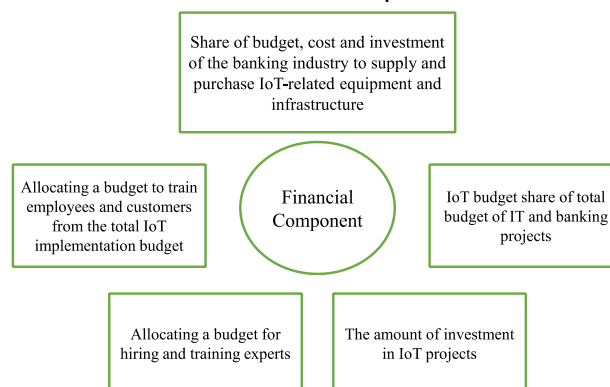 Share of budget, cost and investment
of the banking industry to supply and
purchase IoT-related equipment and
infrastructure
Allocating a budget to train
employees and customers
from the total IoT
implementation budget
Financial
Component
IoT budget share of total
budget of IT and banking
projects
Allocating a budget for
hiring and training experts
The amount of investment
in IoT projects